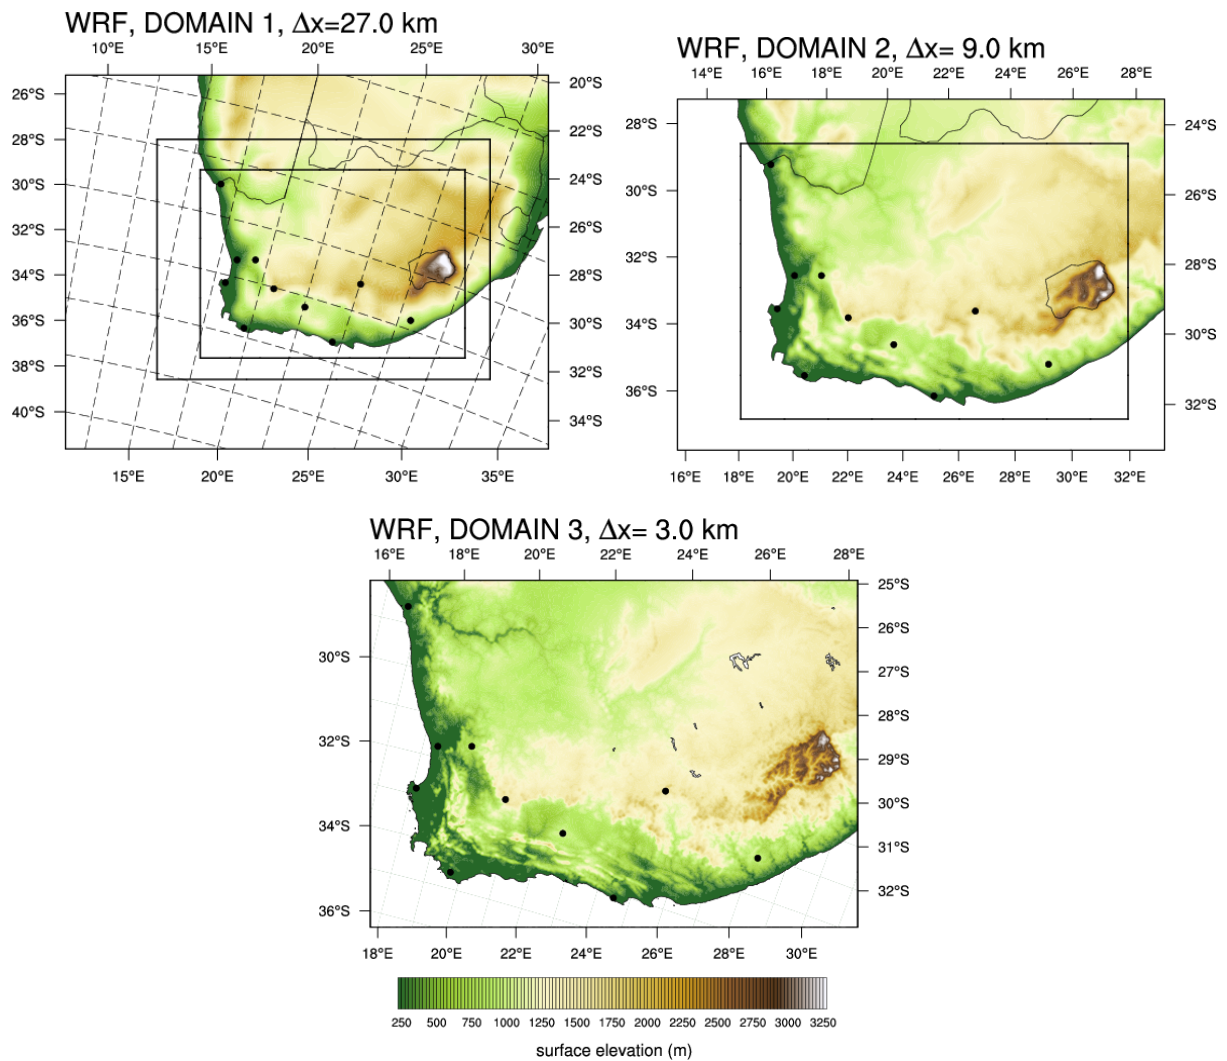 WRF, DOMAIN 1, Δx=27.0 km
10°E 15°E 20°E 25°E 30°E
26°S
28°S
30°S
32°S
34°S
36°S
38°S
40°S
20°S
22°S
24°S
26°S
28°S
30°S
32°S
34°S
15°E 20°E 25°E 30°E 35°E
WRF, DOMAIN 2, Δx= 9.0 km
14°E 16°E 18°E 20°E 22°E 24°E 26°E 28°E
28°S
30°S
32°S
34°S
36°S
24°S
26°S
28°S
30°S
32°S
16°E 18°E 20°E 22°E 24°E 26°E 28°E 30°E 32°E
WRF, DOMAIN 3, Δx= 3.0 km
16°E 18°E 20°E 22°E 24°E 26°E 28°E
30°S
32°S
34°S
36°S
25°S
26°S
27°S
28°S
29°S
30°S
31°S
32°S
18°E 20°E 22°E 24°E 26°E 28°E 30°E
250 500 750 1000 1250 1500 1750 2000 2250 2500 2750 3000 3250
surface elevation (m)